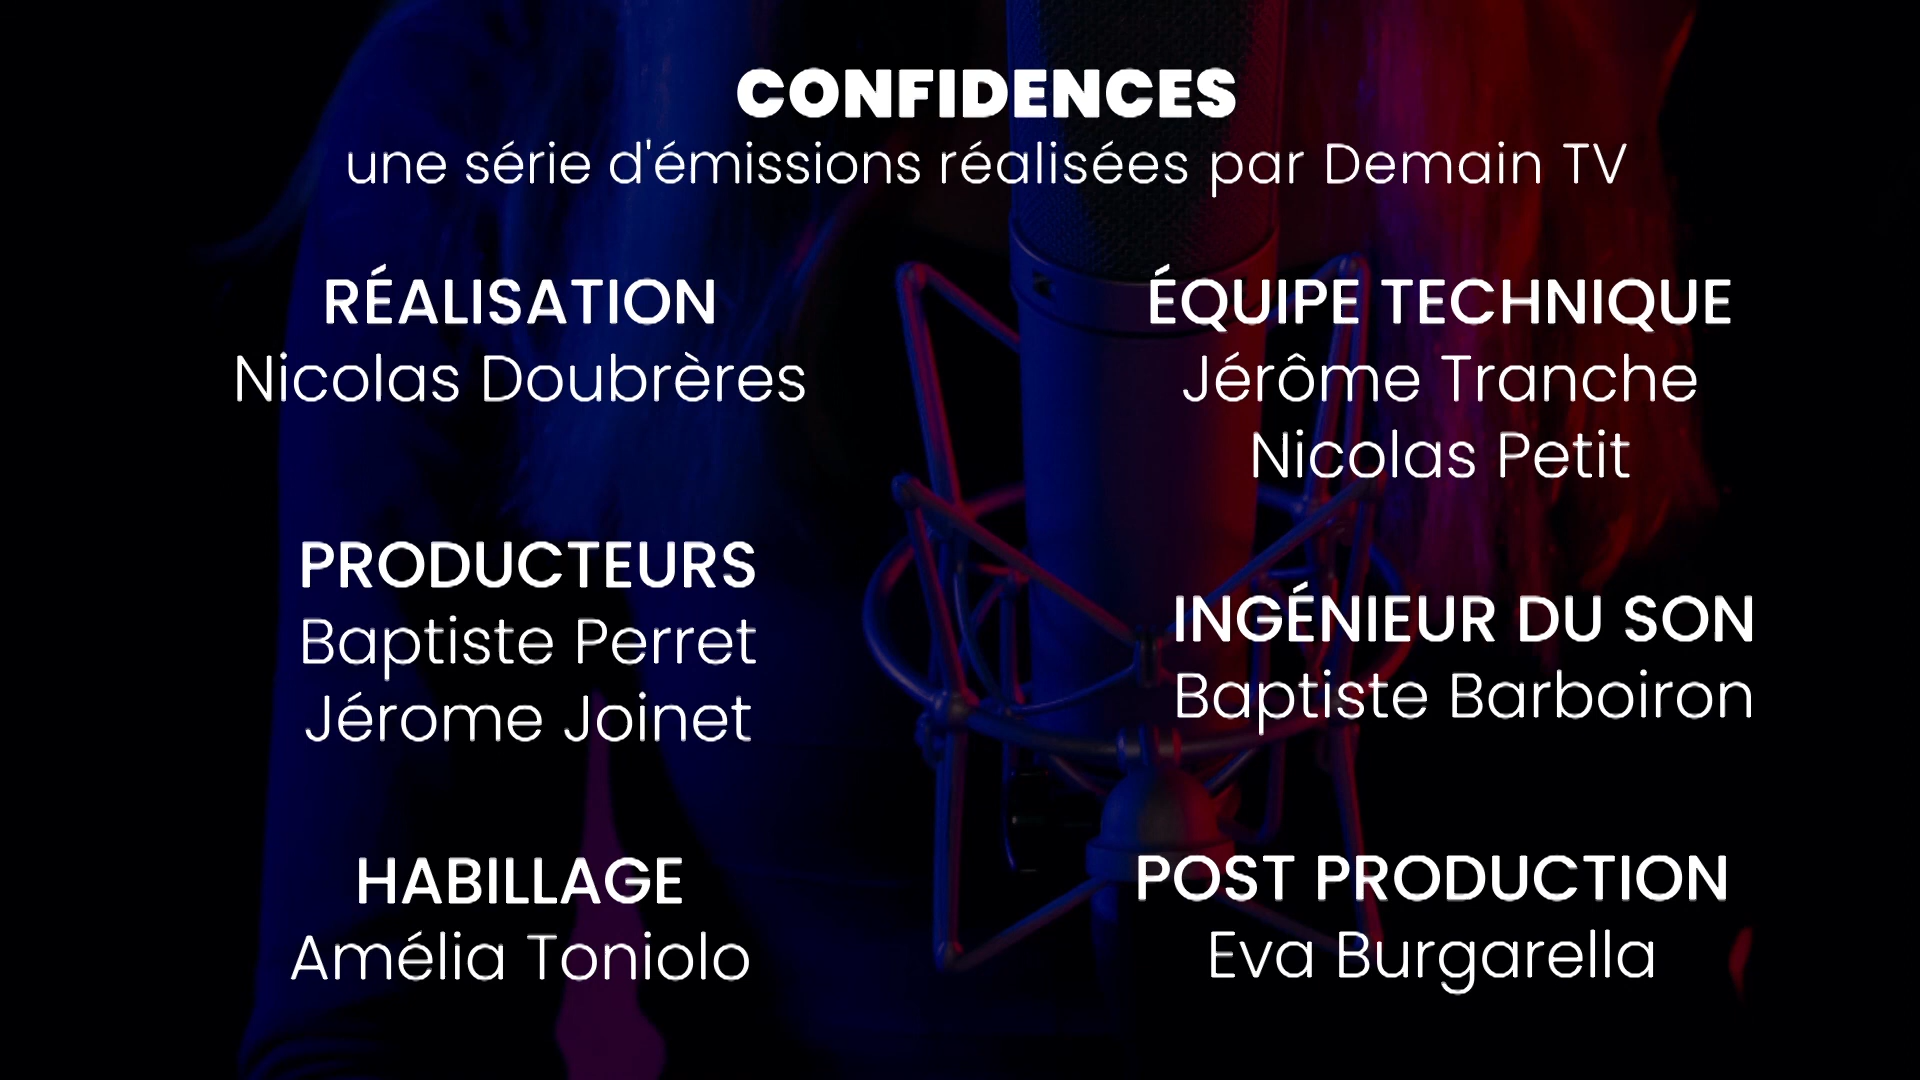 CONFIDENCES
une série d'émissions réalisées par Demain TV
RÉALISATION
Nicolas Doubrères
PRODUCTEURS
Baptiste Perret
Jérome Joinet
HABILLAGE
Amélia Toniolo
ÉQUIPE TECHNIQUE
Jérôme Tranche
Nicolas Petit
INGÉNIEUR DU SON
Baptiste Barboiron
POST PRODUCTION
Eva Burgarella